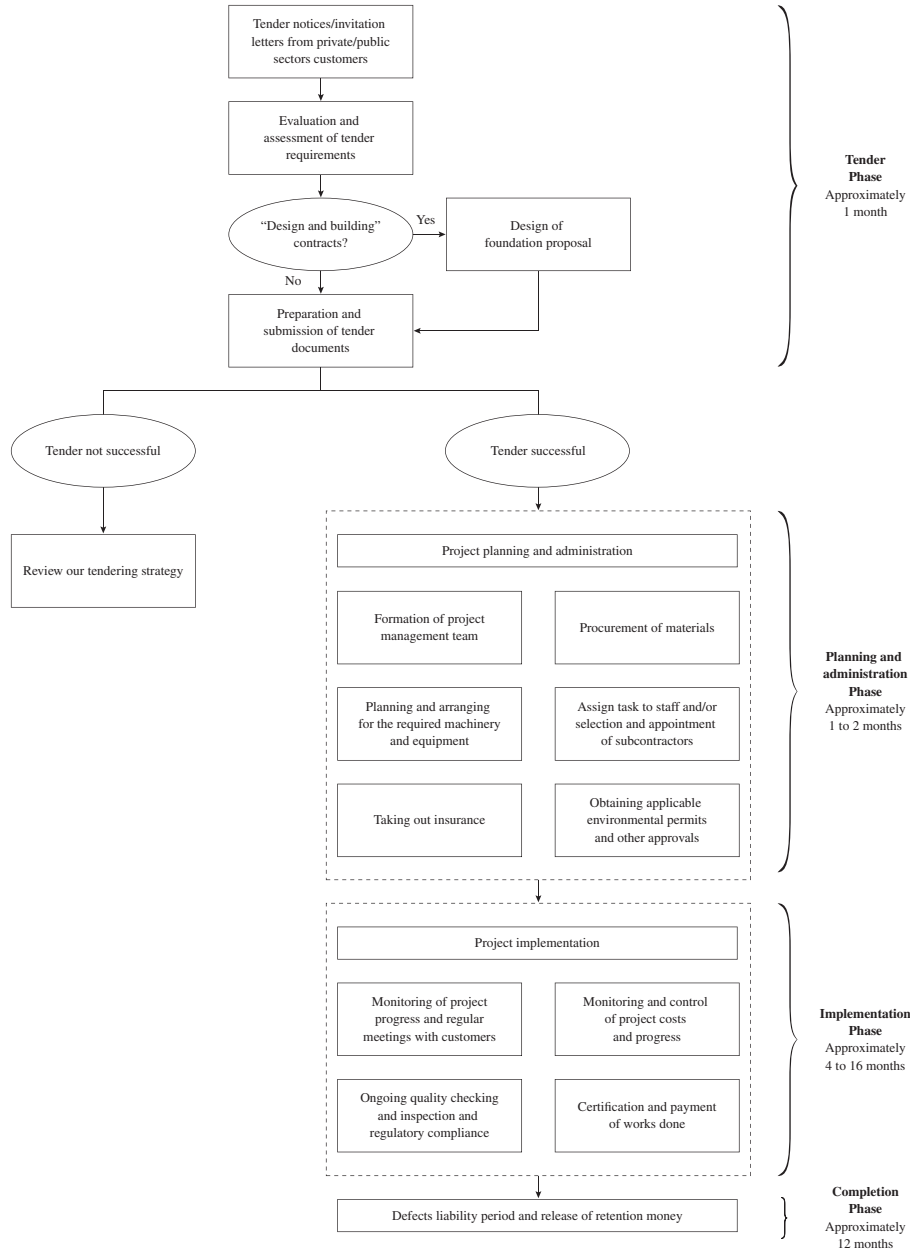 Tender notices/invitation
letters from private/public
sectors customers
Evaluation and
assessment of tender
requirements
“Design and building”
contracts?
Yes
Design of
foundation proposal
No
Preparation and
submission of tender
documents
Tender
Phase
Approximately
1 month
Tender not successful
Tender successful
Review our tendering strategy
Project planning and administration
Formation of project
management team
Procurement of materials
Planning and arranging
for the required machinery
and equipment
Assign task to staff and/or
selection and appointment
of subcontractors
Taking out insurance
Obtaining applicable
environmental permits
and other approvals
Planning and
administration
Phase
Approximately
1 to 2 months
Project implementation
Monitoring of project
progress and regular
meetings with customers
Monitoring and control
of project costs
and progress
Ongoing quality checking
and inspection and
regulatory compliance
Certification and payment
of works done
Implementation
Phase
Approximately
4 to 16 months
Defects liability period and release of retention money
Completion
Phase
Approximately
12 months